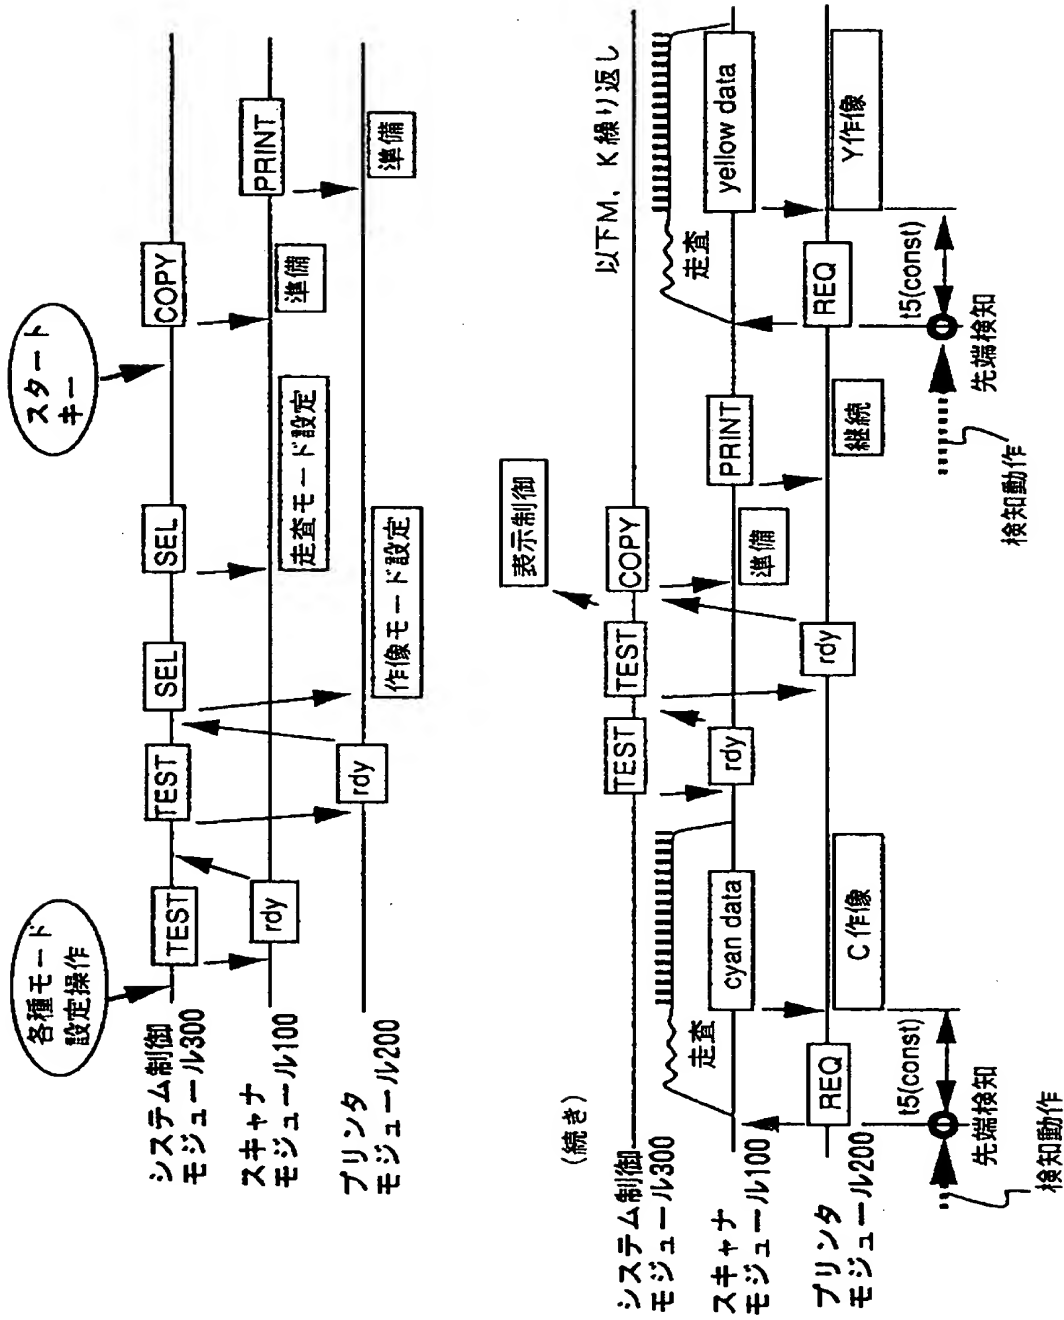 各種モード
設定操作
スタート
キー
システム制御
モジュール300
TEST
TEST
SEL
SEL
COPY
スキャナ
モジュール100
rdy
走査モード設定
準備
PRINT
プリンタ
モジュール200
rdy
作像モード設定
準備
(続き)
表示制御
以下M, K繰り返し
システム制御
モジュール300
TEST
TEST
COPY
走査
走査
スキャナ
モジュール100
cyan data
rdy
準備
PRINT
yellow data
プリンタ
モジュール200
REQ
C作像
rdy
継続
REQ
Y作像
t5(const)
t5(const)
先端検知
先端検知
検知動作
検知動作